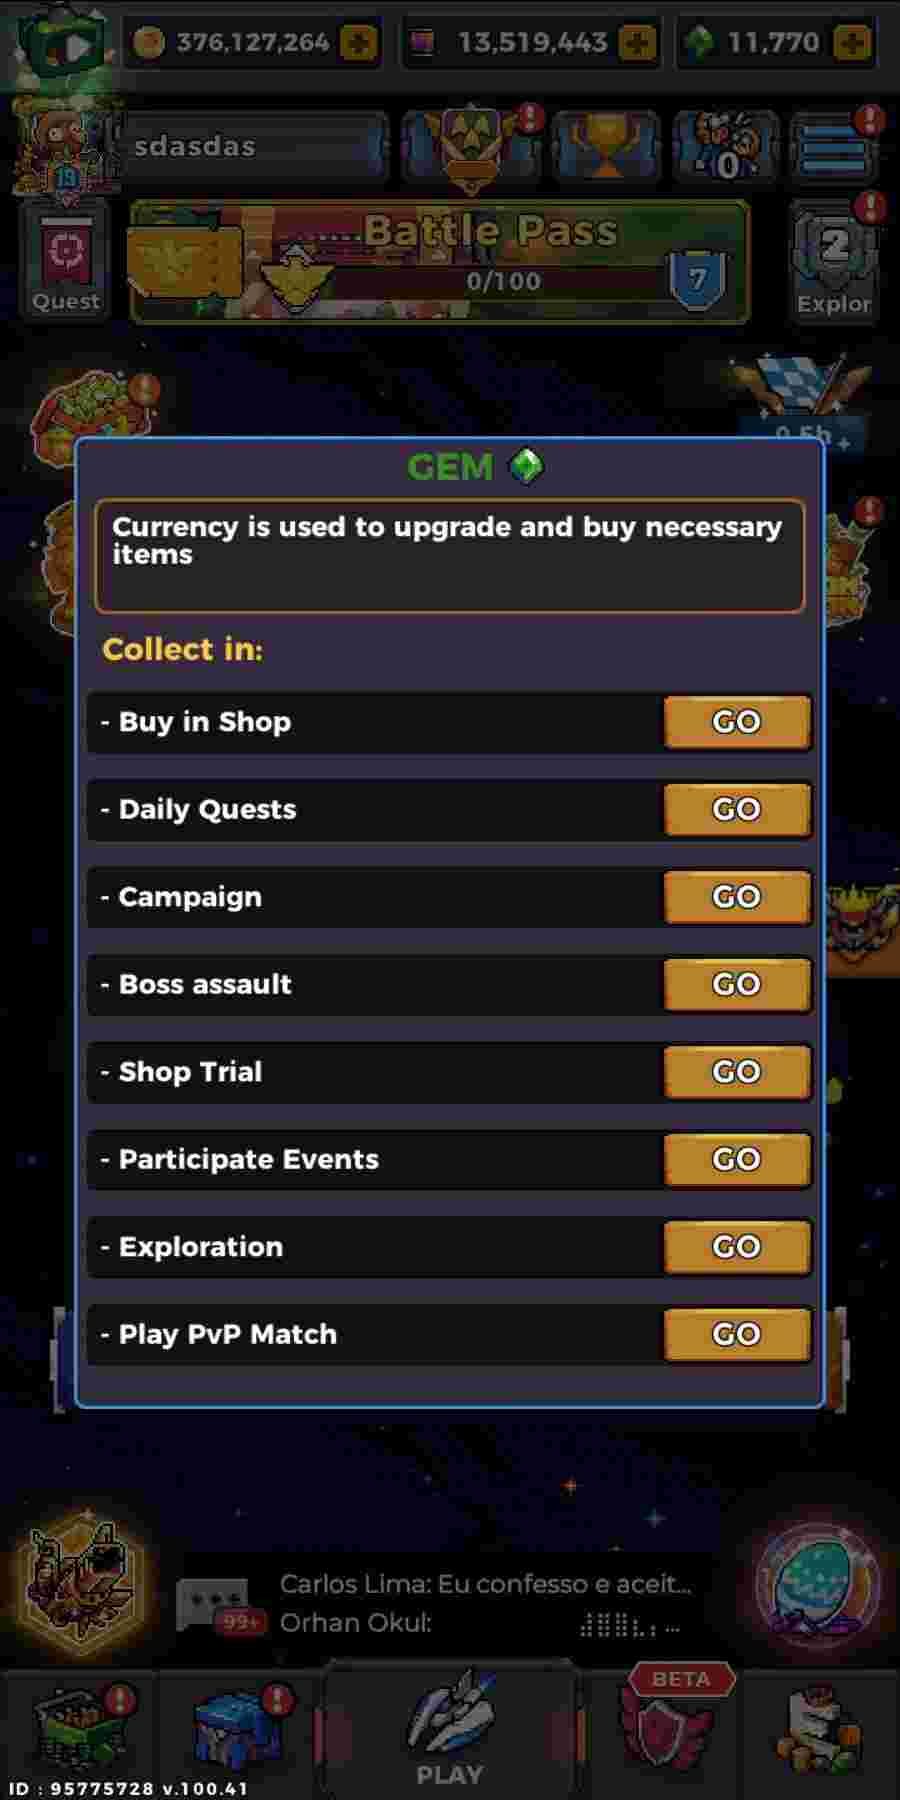 376,127,264
13,519,443
11,770
sdasdas
19
0
Battle Pass
0/100
7
Quest
2
Explor
GEM
Currency is used to upgrade and buy necessary
items
Collect in:
- Buy in Shop GO
- Daily Quests GO
- Campaign GO
- Boss assault GO
- Shop Trial GO
- Participate Events GO
- Exploration GO
- Play PvP Match GO
Carlos Lima: Eu confesso e aceit...
99+
Orhan Okul:
BETA
PLAY
ID : 95775728 v.100.41